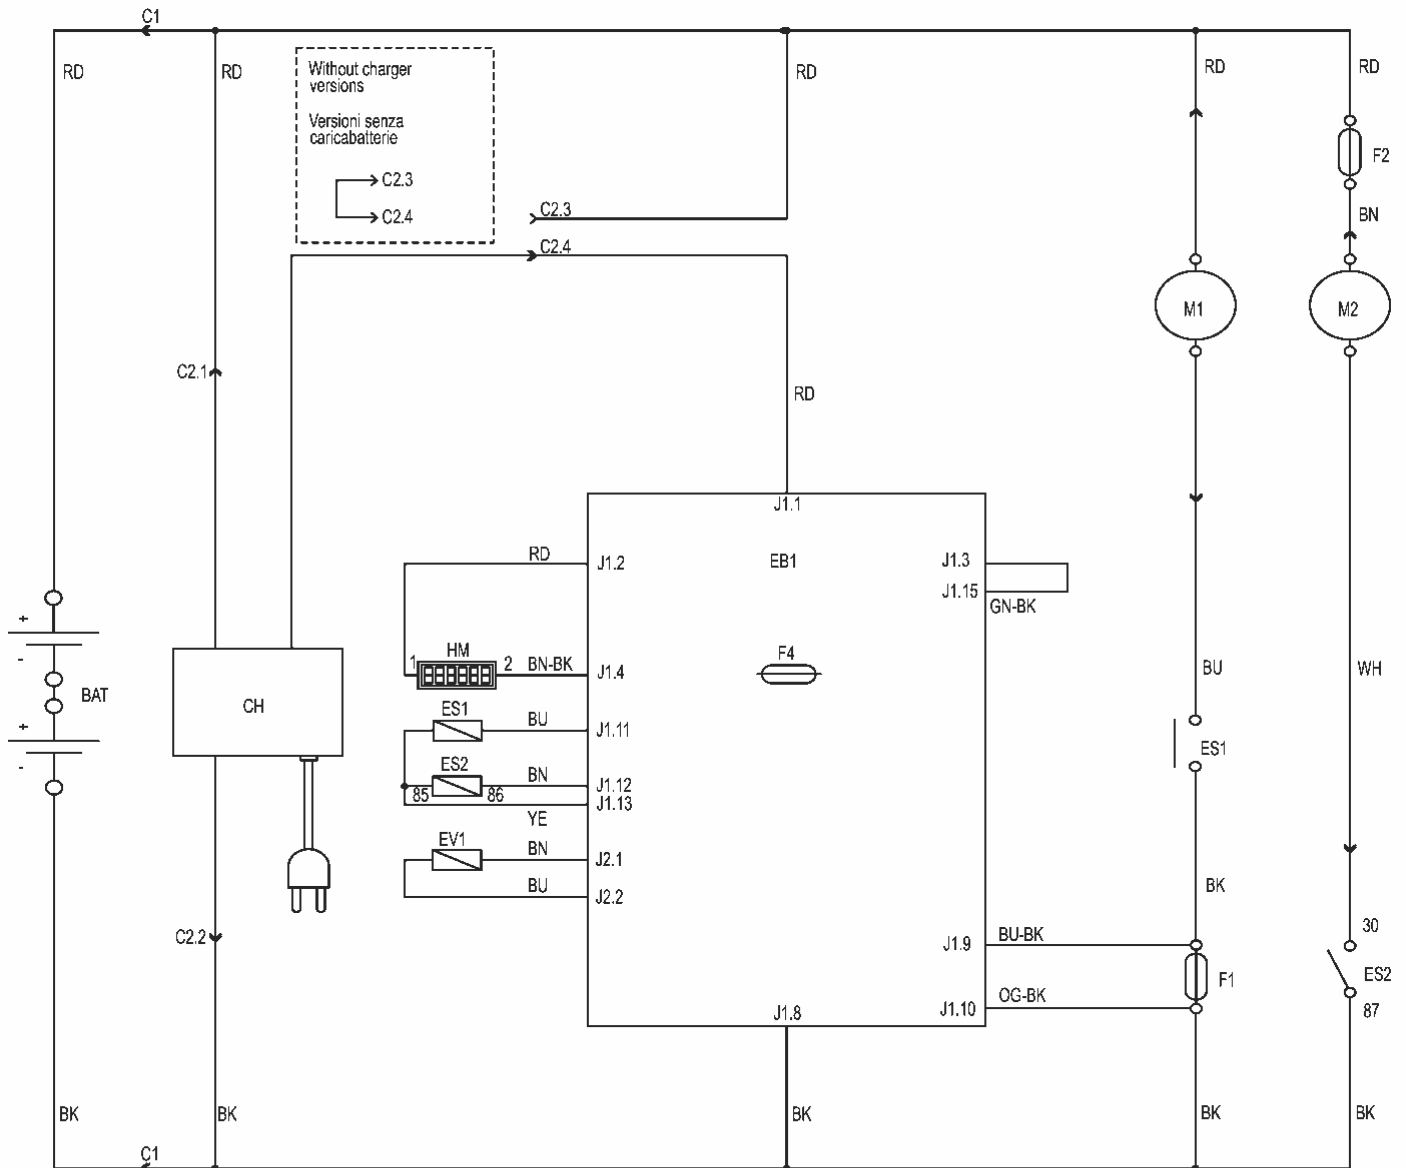 C1
RD
RD
Without charger
versions
Versioni senza
caricabatterie
C2.3
C2.4
RD
RD
RD
F2
BN
C2.3
C2.4
M1
M2
C2.1
RD
J1.1
EB1
RD
J1.2
J1.3
J1.15
GN-BK
HM
1
2
BN-BK
J1.4
F4
BU
WH
+
-
BAT
+
-
CH
ES1
BU
J1.11
ES2
BN
J1.12
85
86
J1.13
YE
ES1
EV1
BN
J2.1
BU
J2.2
BK
C2.2
J1.9
BU-BK
30
F1
ES2
J1.10
OG-BK
87
J1.8
BK
BK
BK
BK
BK
C1